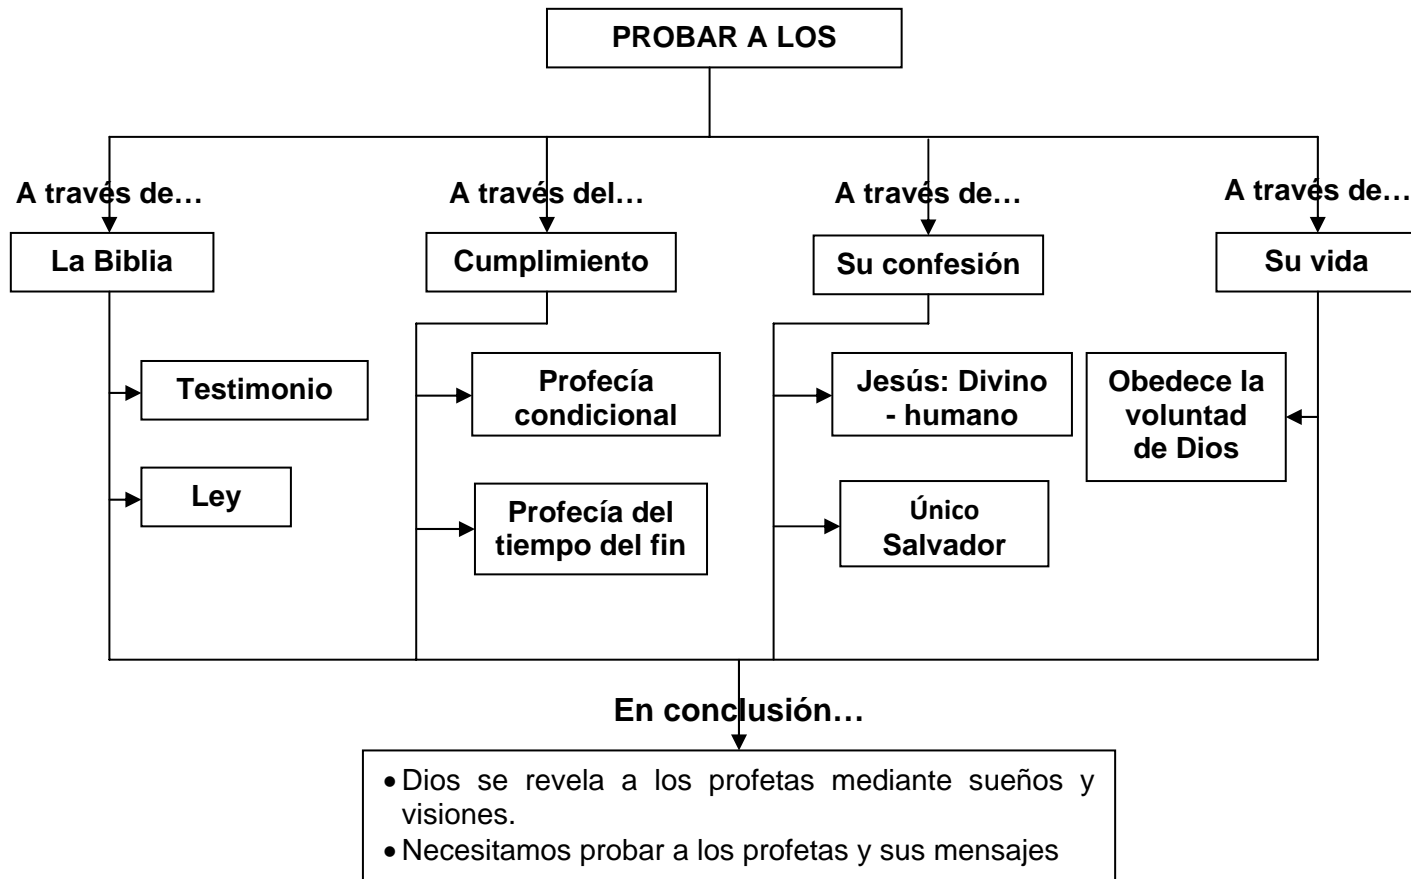 PROBAR A LOS
A través de…
A través del…
A través de…
A través de…
La Biblia
Cumplimiento
Su confesión
Su vida
Testimonio
Ley
Profecía
condicional
Profecía del
tiempo del fin
Jesús: Divino
- humano
Único
Salvador
Obedece la
voluntad
de Dios
En conclusión…
• Dios se revela a los profetas mediante sueños y
visiones.
• Necesitamos probar a los profetas y sus mensajes